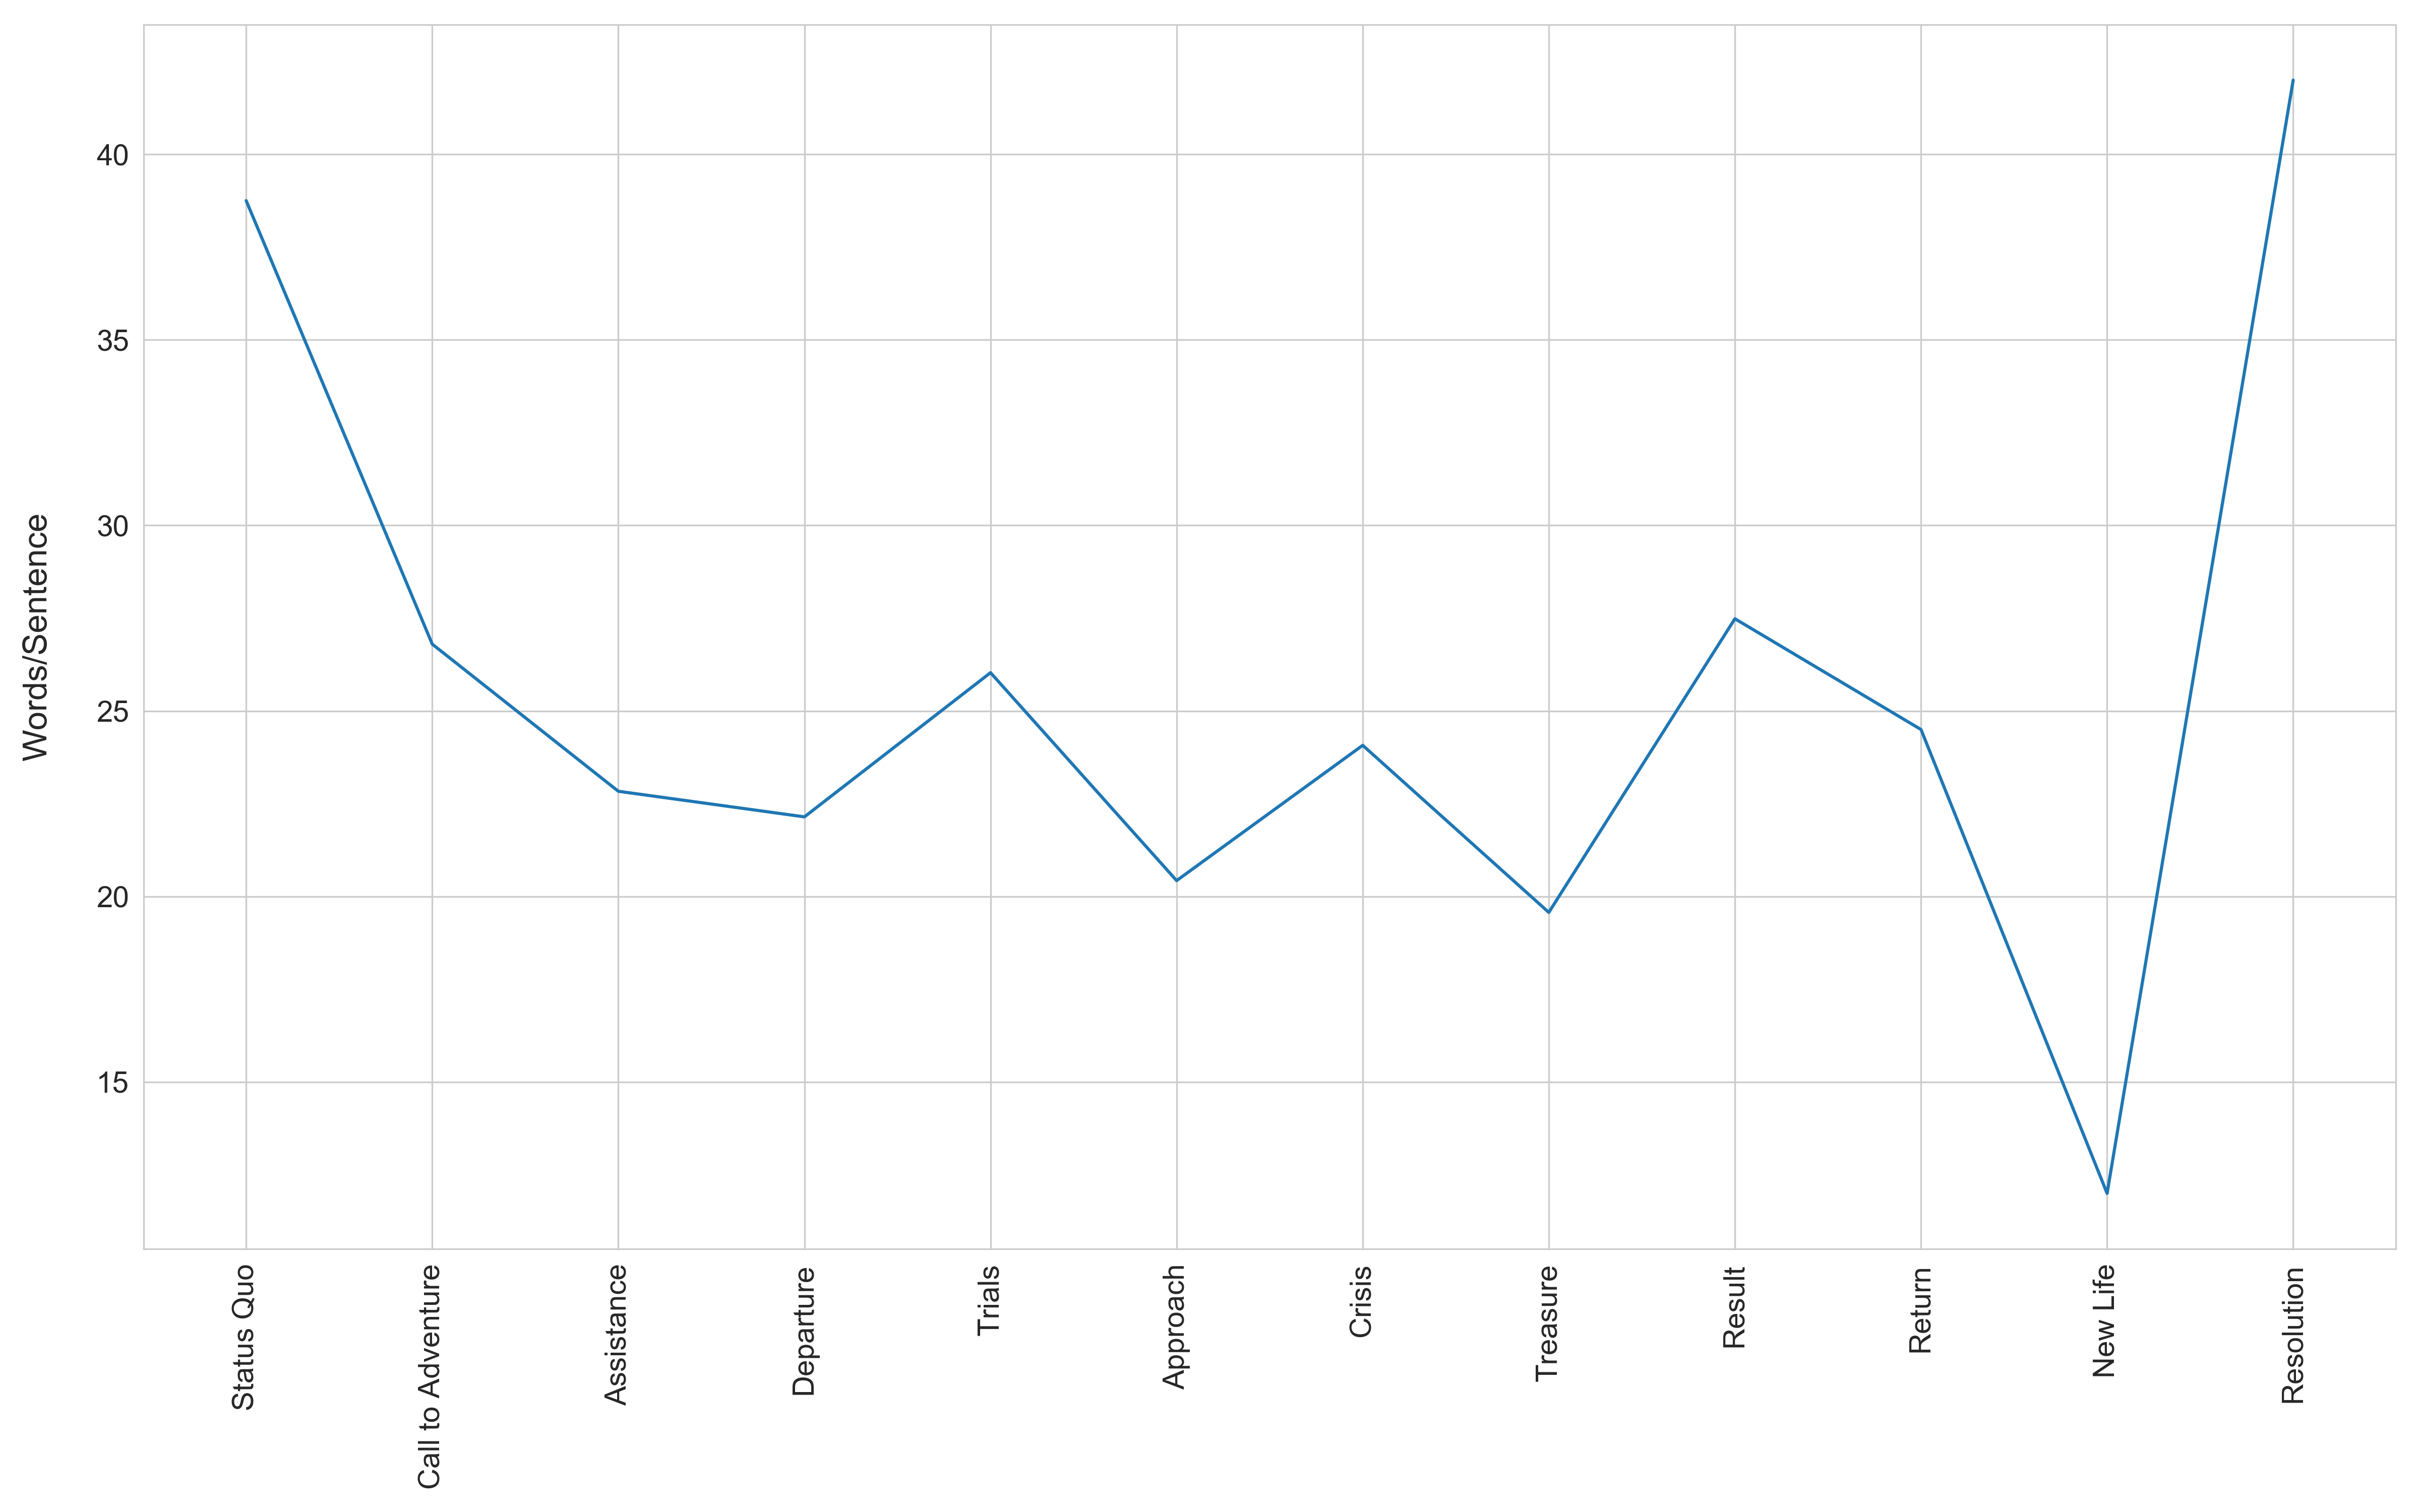 Words/Sentence
40
35
30
25
20
15
Status Quo
Call to Adventure
Assistance
Departure
Trials
Approach
Crisis
Treasure
Result
Return
New Life
Resolution